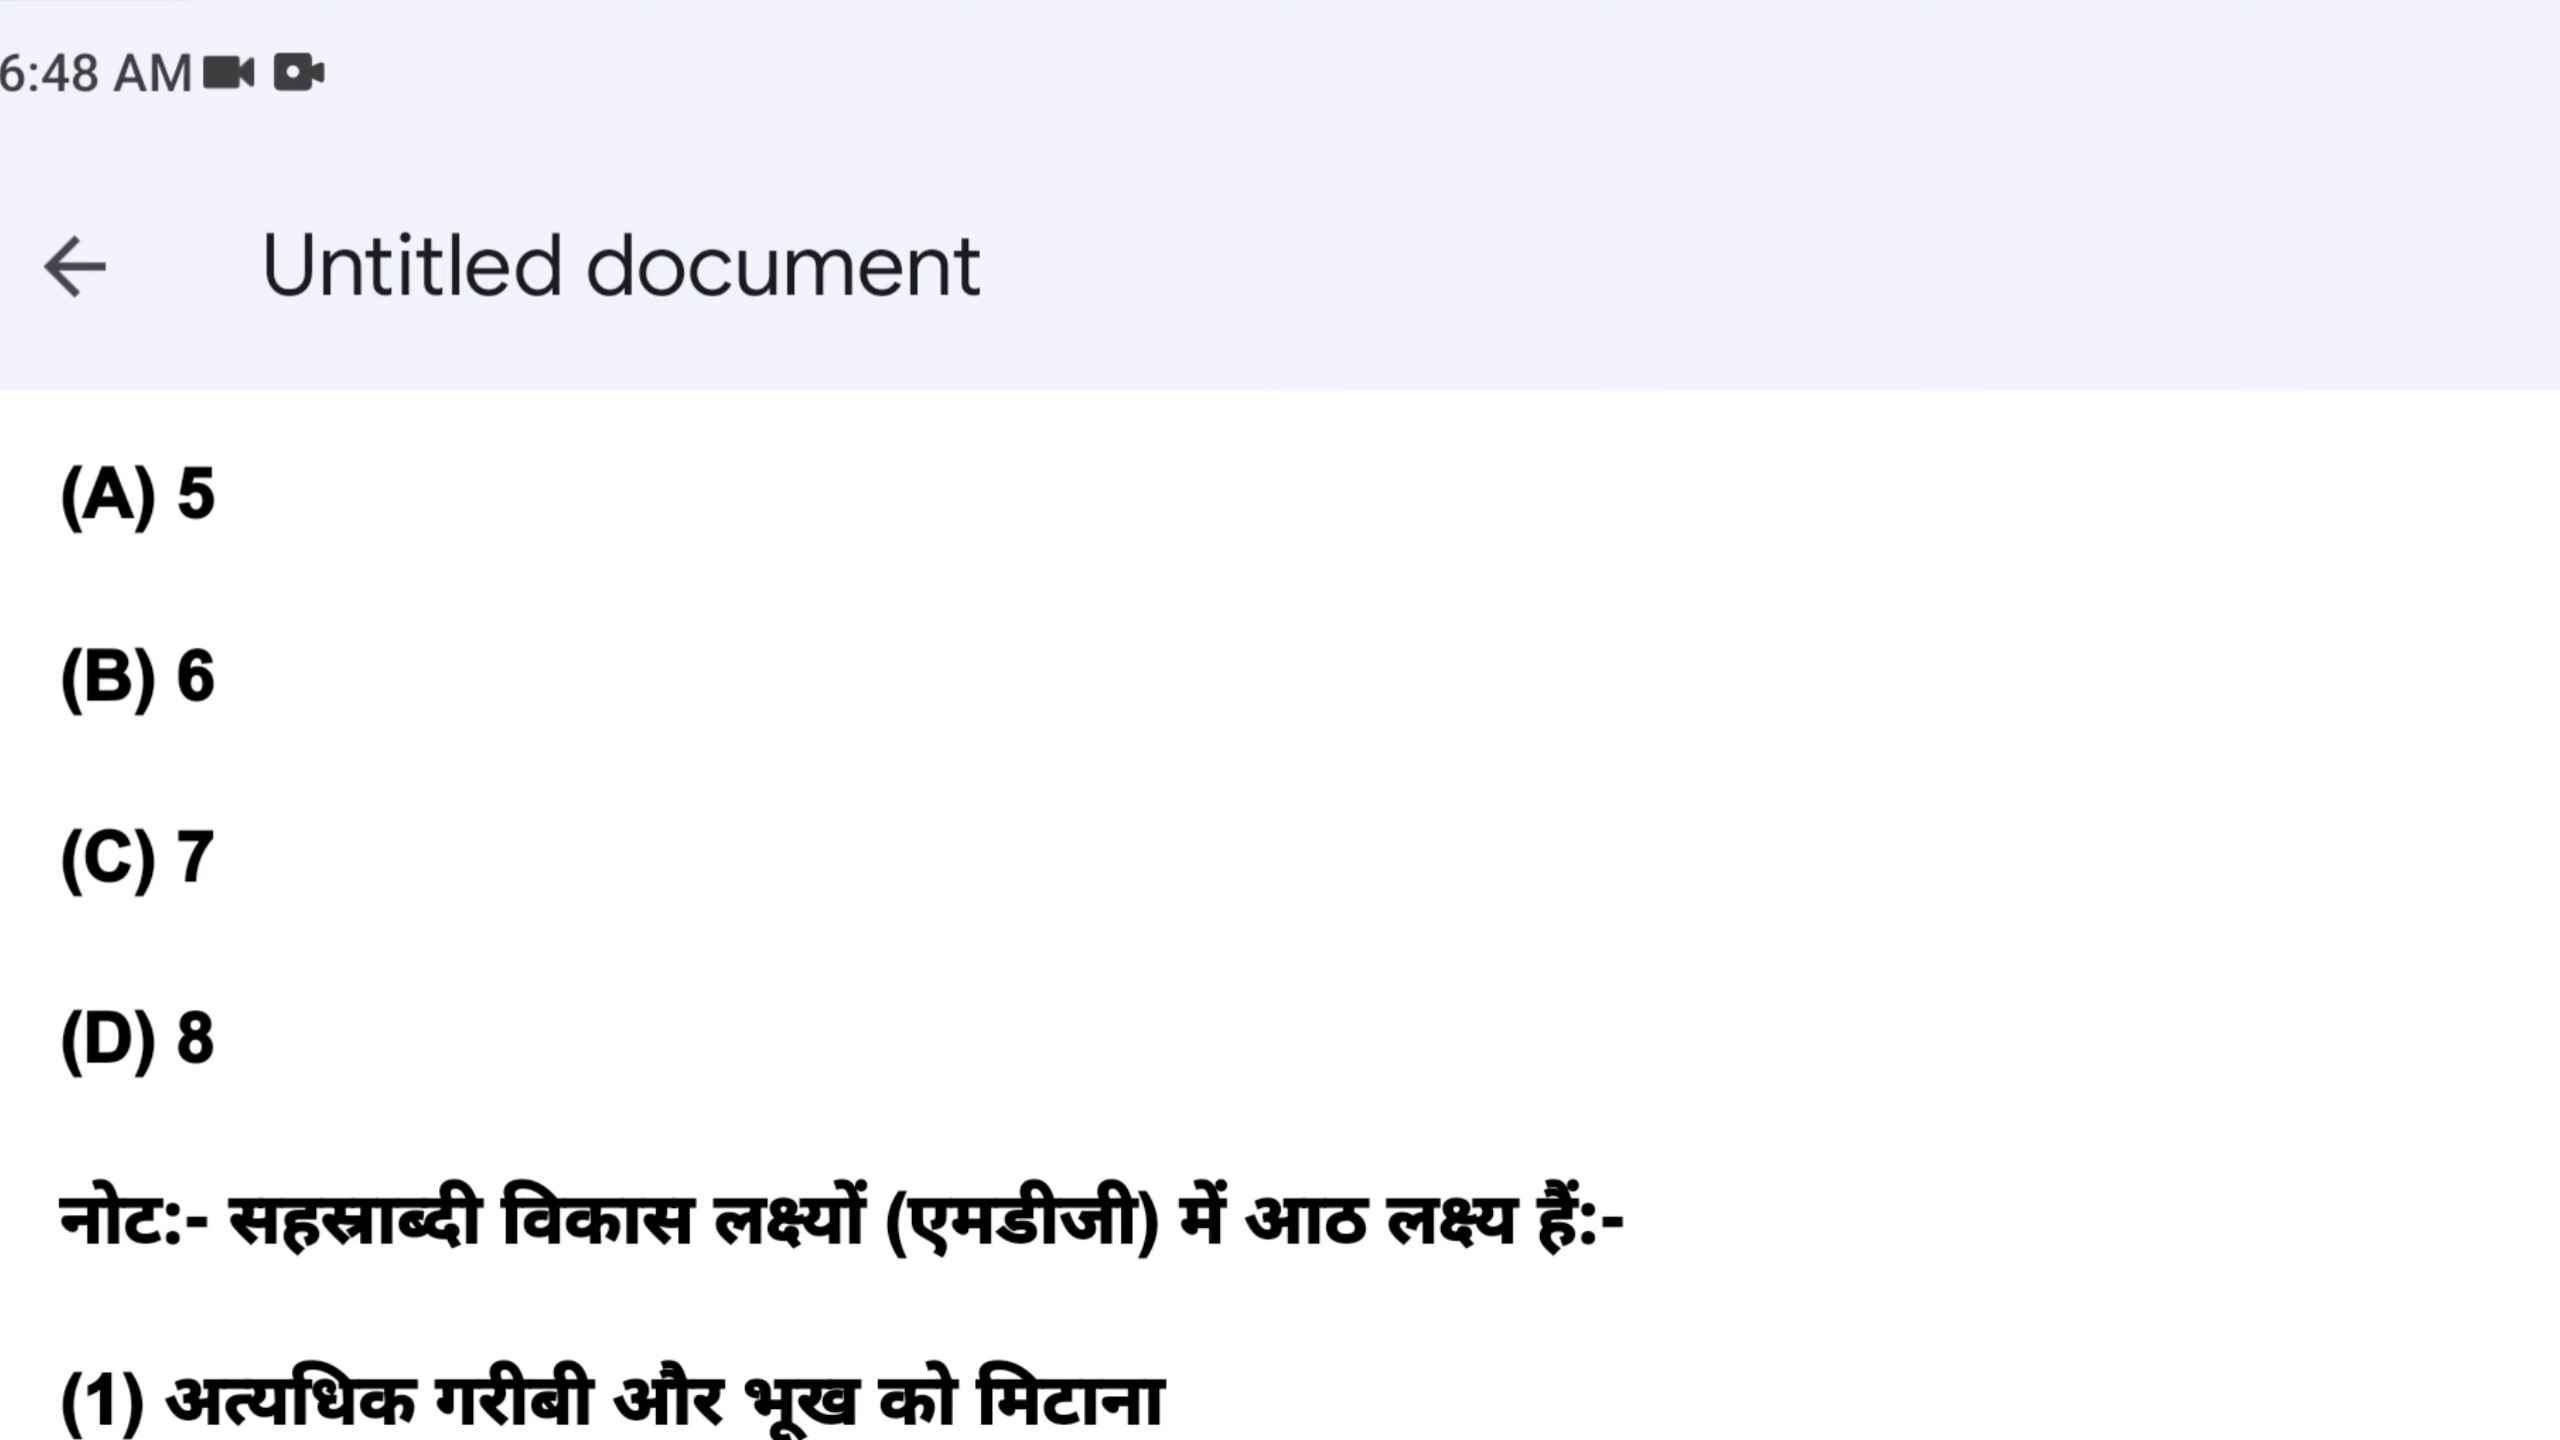 6:48 AM
Untitled document
(A) 5
(B) 6
(C) 7
(D) 8
नोट:- सहस्राब्दी विकास लक्ष्यों (एमडीजी) में आठ लक्ष्य हैं:-
(1) अत्यधिक गरीबी और भूख को मिटाना